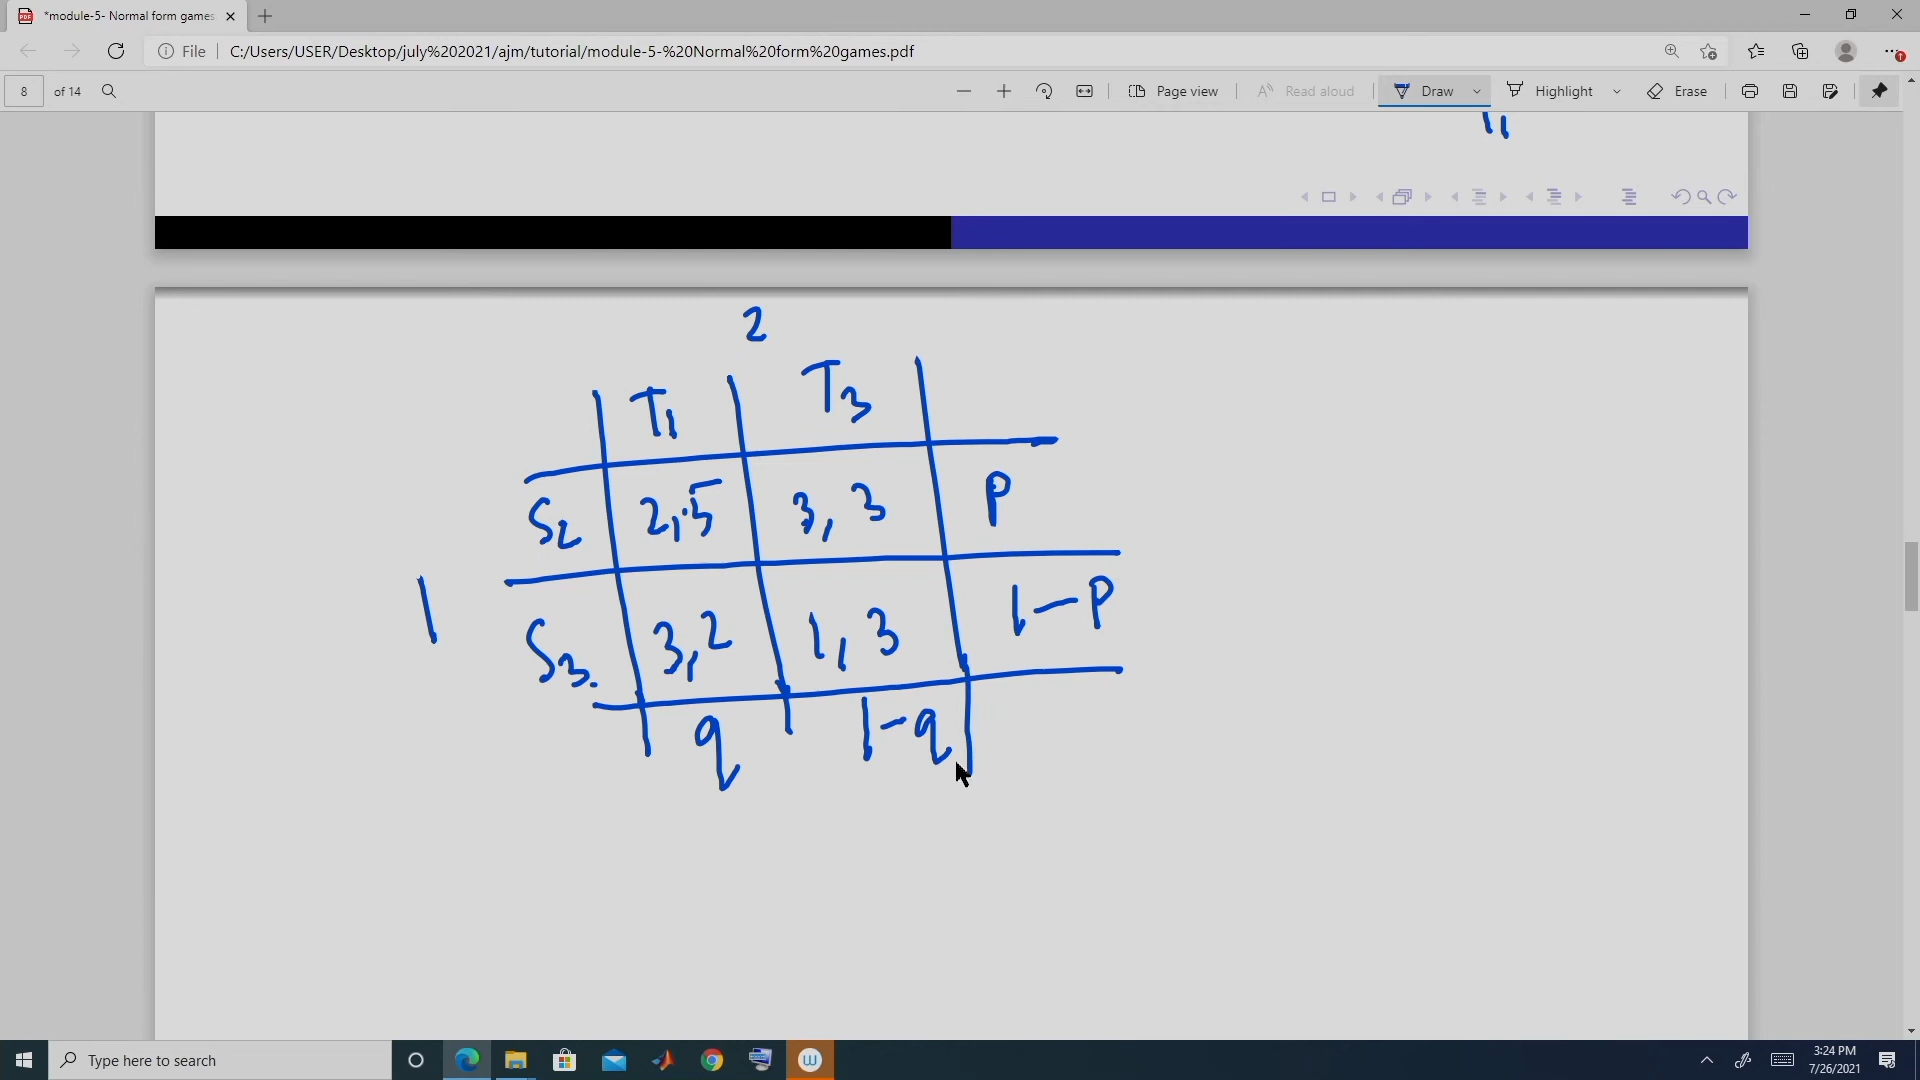 *module-5- Normal form games
File
C:/Users/USER/Desktop/july%202021/ajm/tutorial/module-5-%20Normal%20form%20games.pdf
8 of 14
Page view
Read aloud
Draw
Highlight
Erase
2
T1 T3
S2 2,5 3, 3 P
1
S3 3,2 1, 3 1-P
q 1-q
Type here to search
3:24 PM
7/26/2021